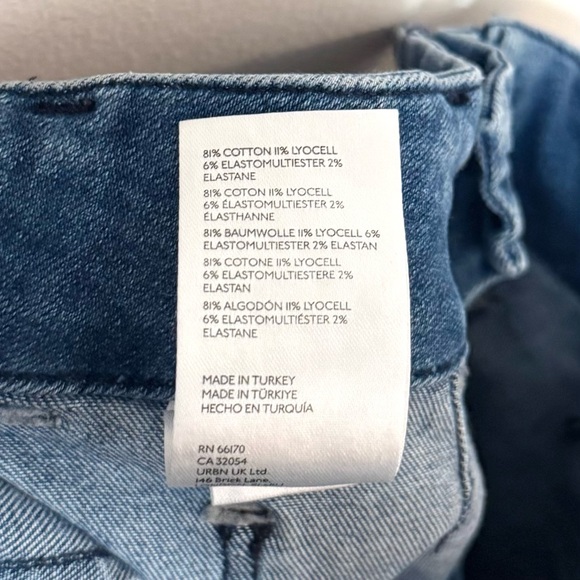 81% COTTON 11% LYOCELL
6% ELASTOMULTIESTER 2%
ELASTANE
81% COTON 11% LYOCELL
6% ÉLASTOMULTIESTER 2%
ÉLASTHANNE
81% BAUMWOLLE 11% LYOCELL 6%
ELASTOMULTIESTER 2% ELASTAN
81% COTONE 11% LYOCELL
6% ELASTOMULTIESTERE 2%
ELASTAN
81% ALGODÓN 11% LYOCELL
6% ELASTOMULTIÉSTER 2%
ELASTANE
MADE IN TURKEY
MADE IN TÜRKIYE
HECHO EN TURQUÍA
RN 66170
CA 32054
URBN UK Ltd.
146 Brick Lane,